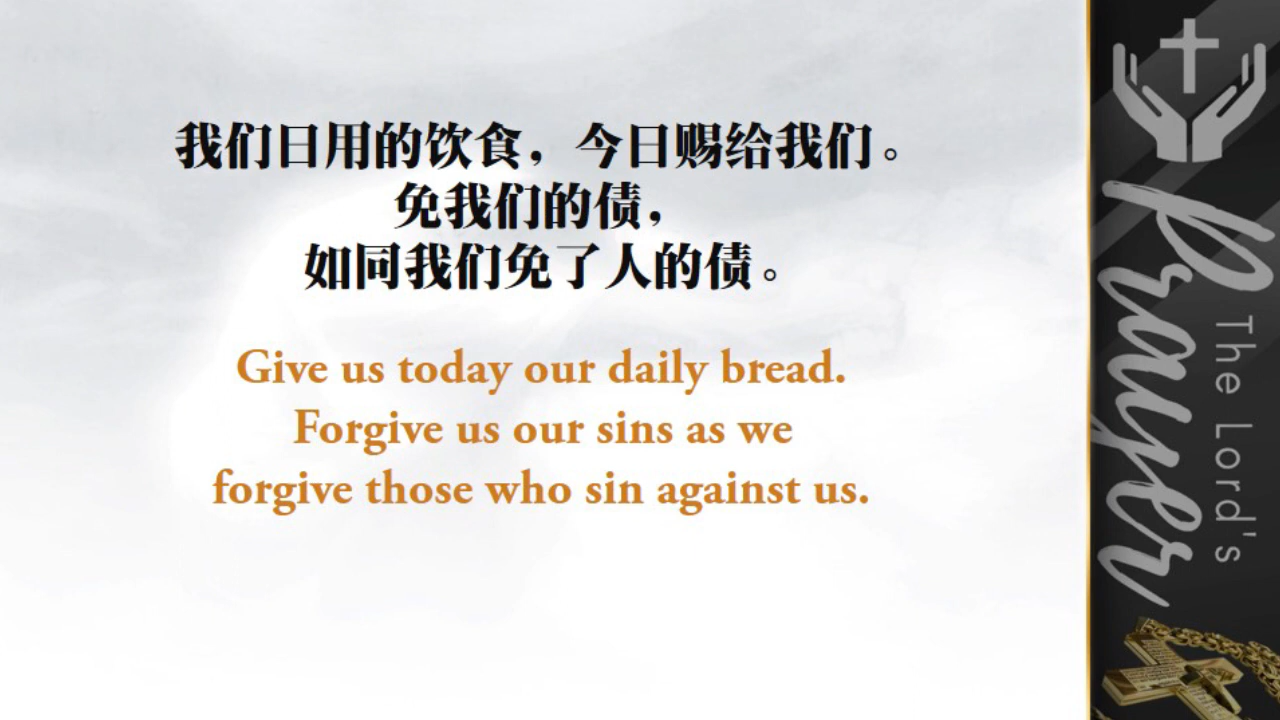 我们日用的饮食，今日赐给我们。
免我们的债，
如同我们免了人的债。
Give us today our daily bread.
Forgive us our sins as we
forgive those who sin against us.
The Lord's
Prayer